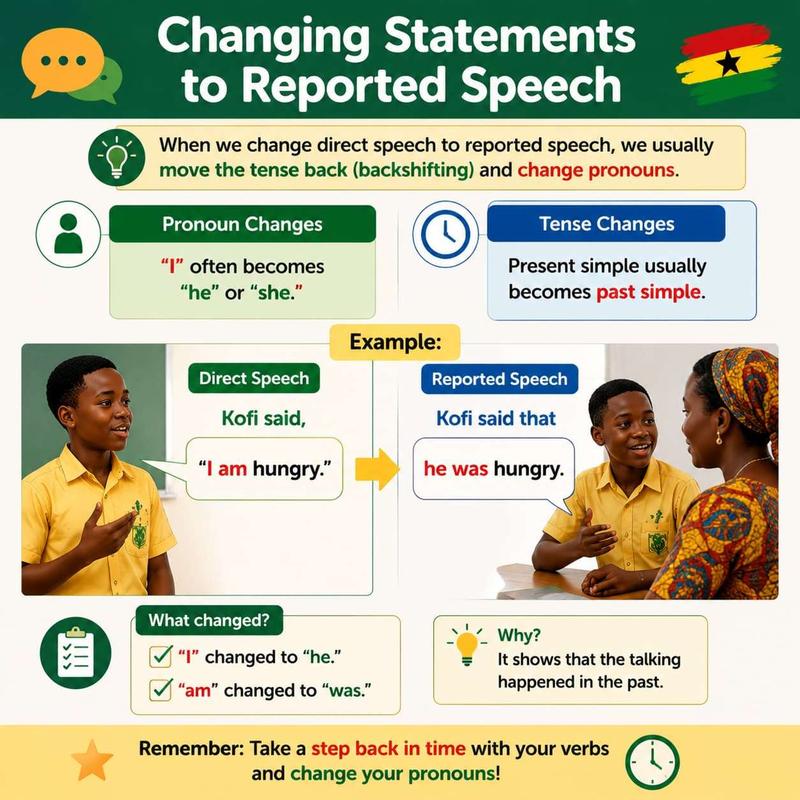 Changing Statements
to Reported Speech
When we change direct speech to reported speech, we usually
move the tense back (backshifting) and change pronouns.
Pronoun Changes
“I” often becomes
“he” or “she.”
Tense Changes
Present simple usually
becomes past simple.
Example:
Direct Speech
Kofi said,
“I am hungry.”
Reported Speech
Kofi said that
he was hungry.
What changed?
“I” changed to “he.”
“am” changed to “was.”
Why?
It shows that the talking
happened in the past.
Remember: Take a step back in time with your verbs
and change your pronouns!